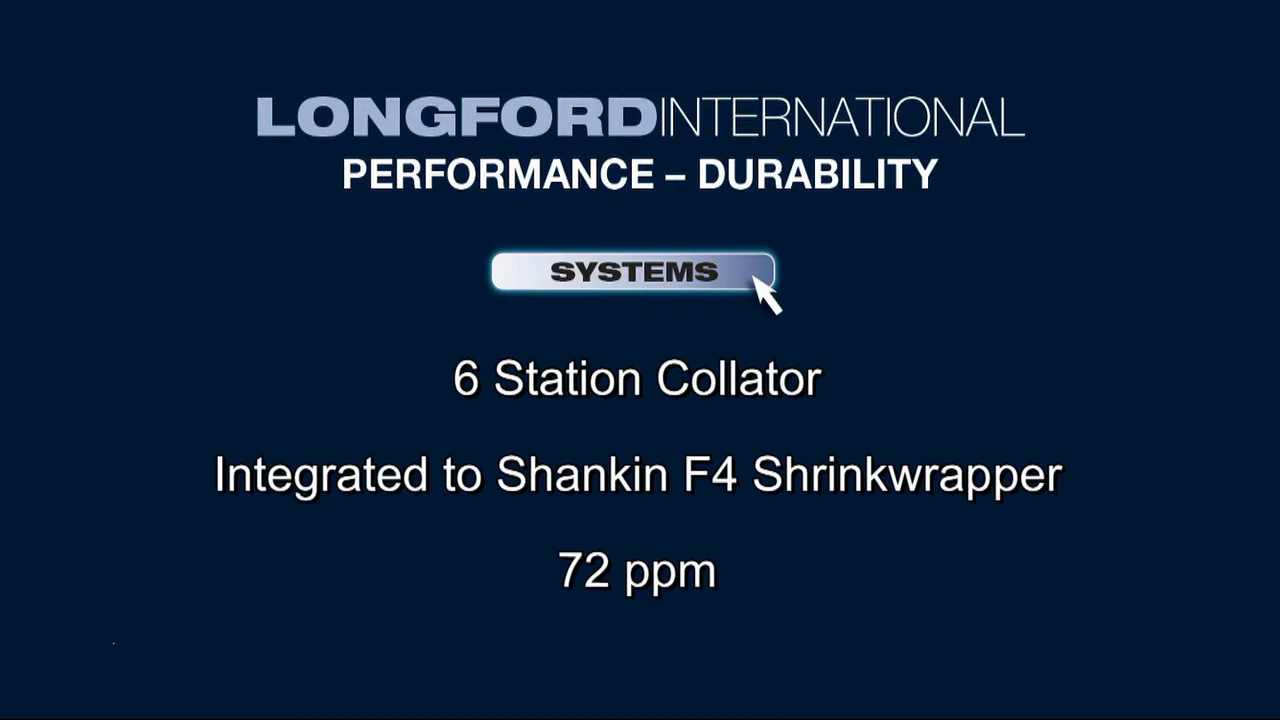 LONGFORDINTERNATIONAL
PERFORMANCE – DURABILITY
SYSTEMS
6 Station Collator
Integrated to Shankin F4 Shrinkwrapper
72 ppm